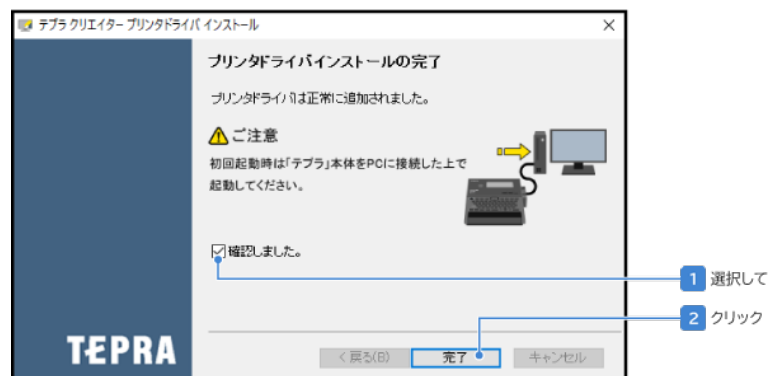 テプラ クリエイター プリンタドライバ インストール
プリンタドライバインストールの完了
プリンタドライバは正常に追加されました。
ご注意
初回起動時は「テプラ」本体をPCに接続した上で
起動してください。
確認しました。
1 選択して
2 クリック
TEPRA
< 戻る(B)
完了
キャンセル